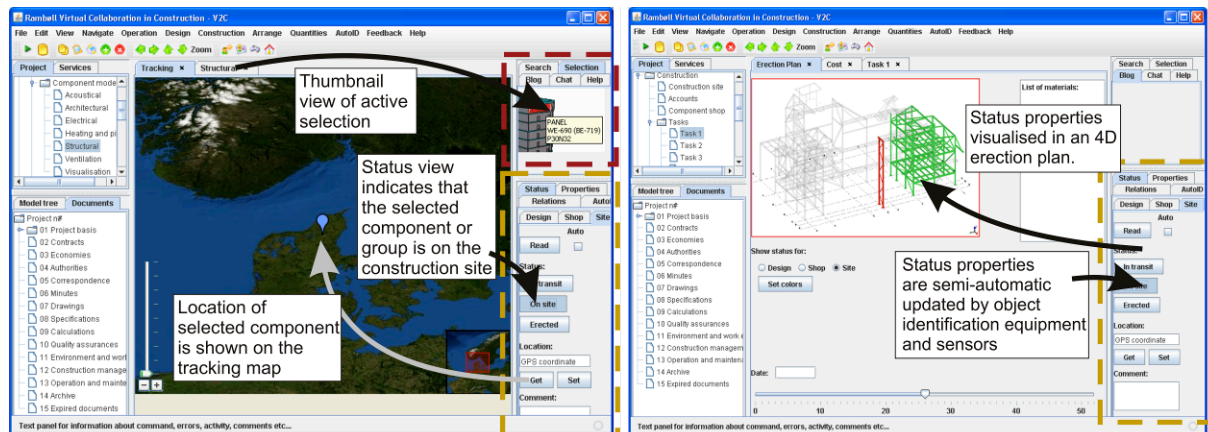 Rambøll Virtual Collaboration in Construction - V2C
File Edit View Navigate Operation Design Construction Arrange Quantities AutoID Feedback Help
Zoom
Project Services
Component mode
Acoustical
Architectural
Electrical
Heating and pi
Structural
Ventilation
Visualisation
Model tree Documents
Project n#
01 Project basis
02 Contracts
03 Economies
04 Authorities
05 Correspondence
06 Minutes
07 Drawings
08 Specifications
09 Calculations
10 Quality assurances
11 Environment and work
12 Construction manage
13 Operation and mainte
14 Archive
15 Expired documents
Tracking × Structural ×
Thumbnail
view of active
selection
Status view
indicates that
the selected
component or
group is on the
construction site
Location of
selected component
is shown on the
tracking map
Search Selection
Blog Chat Help
PANEL
WE-690 (BE-719)
P30N32
Status Properties
Relations AutoI
Design Shop Site
Auto
Read
Status:
transit
On site
Erected
Location:
GPS coordinate
Get Set
Comment:
Text panel for information about command, errors, activity, comments etc...
Rambøll Virtual Collaboration in Construction - V2C
File Edit View Navigate Operation Design Construction Arrange Quantities AutoID Feedback Help
Zoom
Project Services
Construction
Construction site
Accounts
Component shop
Tasks
Task 1
Task 2
Task 3
Model tree Documents
Project n#
01 Project basis
02 Contracts
03 Economies
04 Authorities
05 Correspondence
06 Minutes
07 Drawings
08 Specifications
09 Calculations
10 Quality assurances
11 Environment and work e
12 Construction managem
13 Operation and maintena
14 Archive
15 Expired documents
Erection Plan × Cost × Task 1 ×
List of materials:
Status properties
visualised in an 4D
erection plan.
Show status for:
Design Shop Site
Set colors
Status properties
are semi-automatic
updated by object
identification equipment
and sensors
Date:
0 10 20 30 40 50
Search Selection
Blog Chat Help
Status Properties
Relations AutoID
Design Shop Site
Auto
Read
Status:
In transit
Erected
Location:
GPS coordinate
Get Set
Comment:
Text panel for information about command, errors, activity, comments etc...